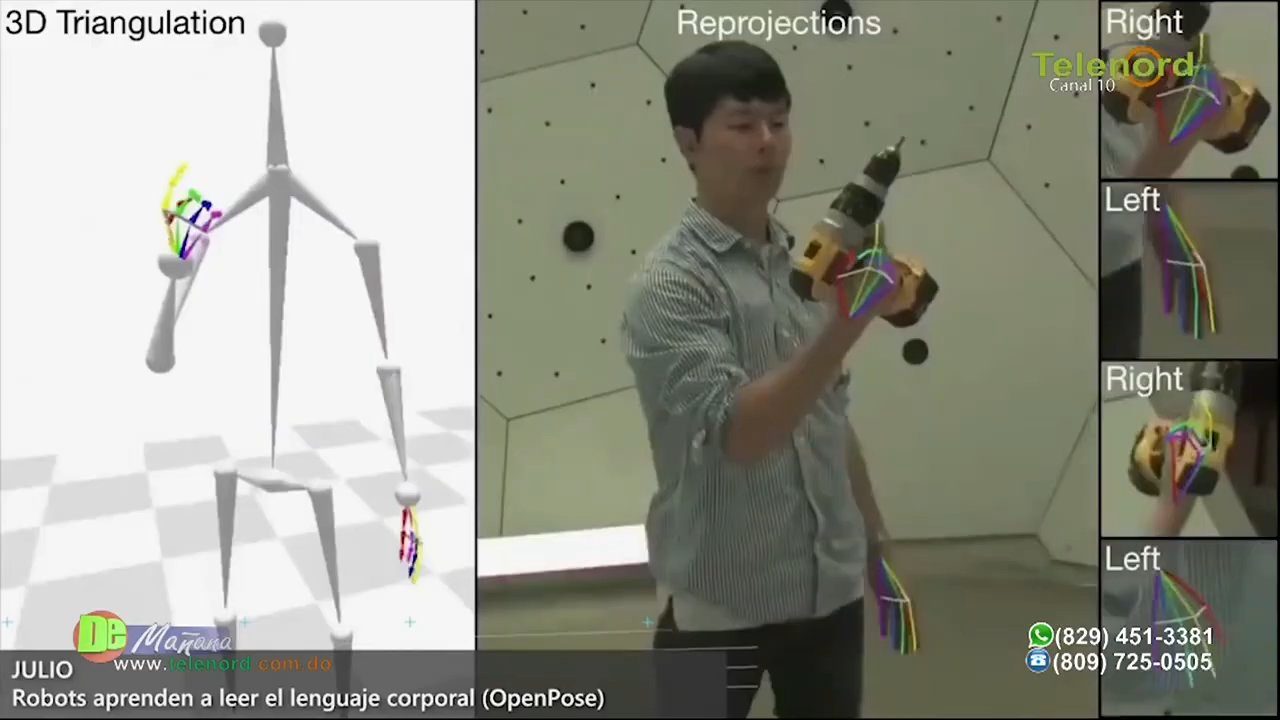 3D Triangulation
Reprojections
Right
Telenord
Canal 10
Left
Right
Left
De Mañana
www.telenord.com.do
(829) 451-3381
(809) 725-0505
JULIO
Robots aprenden a leer el lenguaje corporal (OpenPose)